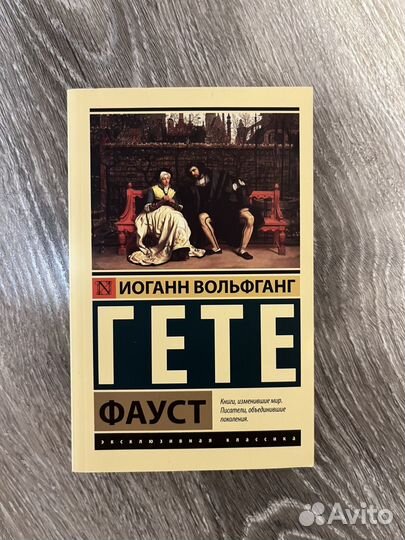 ИОГАНН ВОЛЬФГАНГ
ГЕТЕ
ФАУСТ
Книги, изменившие мир.
Писатели, объединившие
поколения.
эксклюзивная классика
Avito